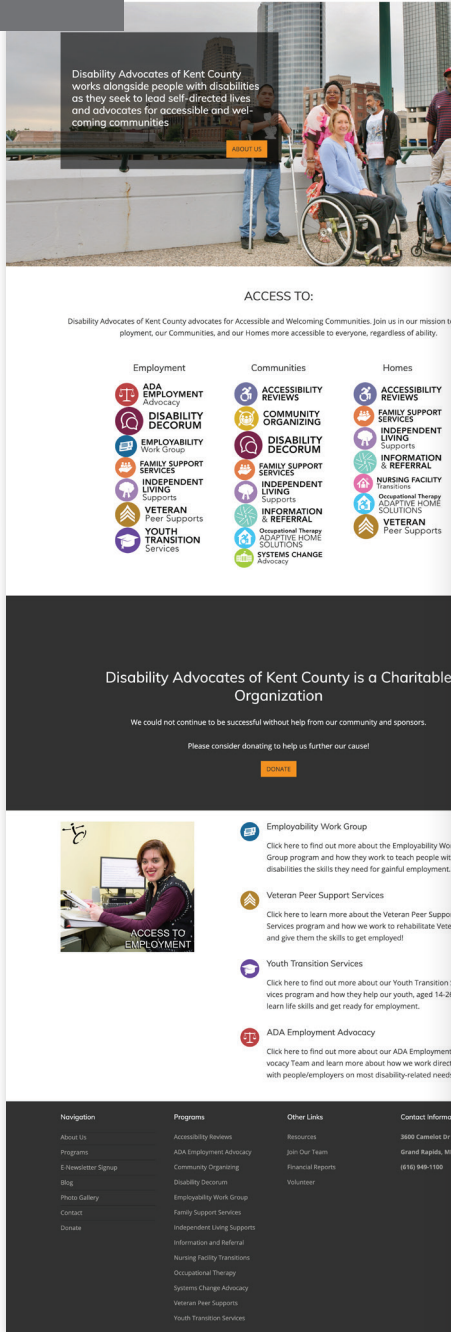 Disability Advocates of Kent County
works alongside people with disabilities
as they seek to lead self-directed lives
and advocates for accessible and wel-
coming communities
ABOUT US
ACCESS TO:
Disability Advocates of Kent County advocates for Accessible and Welcoming Communities. Join us in our mission t
ployment, our Communities, and our Homes more accessible to everyone, regardless of ability.
Employment
ADA
EMPLOYMENT
Advocacy
DISABILITY
DECORUM
EMPLOYABILITY
Work Group
FAMILY SUPPORT
SERVICES
INDEPENDENT
LIVING
Supports
VETERAN
Peer Supports
YOUTH
TRANSITION
Services
Communities
ACCESSIBILITY
REVIEWS
COMMUNITY
ORGANIZING
DISABILITY
DECORUM
FAMILY SUPPORT
SERVICES
INDEPENDENT
LIVING
Supports
INFORMATION
& REFERRAL
Occupational Therapy
ADAPTIVE HOME
SOLUTIONS
SYSTEMS CHANGE
Advocacy
Homes
ACCESSIBILITY
REVIEWS
FAMILY SUPPORT
SERVICES
INDEPENDENT
LIVING
Supports
INFORMATION
& REFERRAL
NURSING FACILITY
Transitions
Occupational Therapy
ADAPTIVE HOME
SOLUTIONS
VETERAN
Peer Supports
Disability Advocates of Kent County is a Charitable
Organization
We could not continue to be successful without help from our community and sponsors.
Please consider donating to help us further our cause!
DONATE
ACCESS TO
EMPLOYMENT
Employability Work Group
Click here to find out more about the Employability Wo
Group program and how they work to teach people wit
disabilities the skills they need for gainful employment.
Veteran Peer Support Services
Click here to learn more about the Veteran Peer Suppo
Services program and how we work to rehabilitate Vete
and give them the skills to get employed!
Youth Transition Services
Click here to find out more about our Youth Transition
vices program and how they help our youth, aged 14-26
learn life skills and get ready for employment.
ADA Employment Advocacy
Click here to find out more about our ADA Employment
vocacy Team and learn more about how we work direct
with people/employers on most disability-related needs
Navigation
About Us
Programs
E-Newsletter Signup
Blog
Photo Gallery
Contact
Donate
Programs
Accessibility Reviews
ADA Employment Advocacy
Community Organizing
Disability Decorum
Employability Work Group
Family Support Services
Independent Living Supports
Information and Referral
Nursing Facility Transitions
Occupational Therapy
Systems Change Advocacy
Veteran Peer Supports
Youth Transition Services
Other Links
Resources
Join Our Team
Financial Reports
Volunteer
Contact Informa
3600 Camelot Dr
Grand Rapids, MI
(616) 949-1100